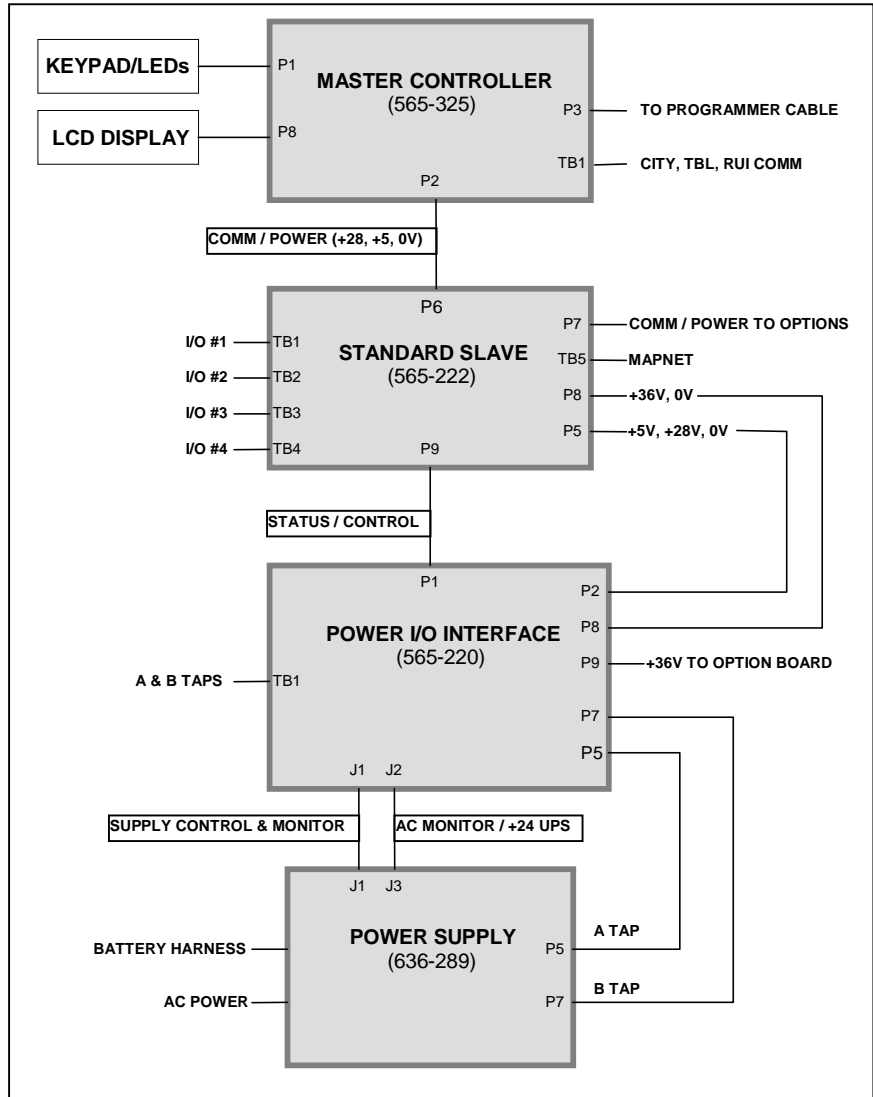 KEYPAD/LEDs
P1
LCD DISPLAY
P8
MASTER CONTROLLER
(565-325)
P3
TO PROGRAMMER CABLE
TB1
CITY, TBL, RUI COMM
P2
COMM / POWER (+28, +5, 0V)
P6
STANDARD SLAVE
(565-222)
I/O #1
TB1
I/O #2
TB2
I/O #3
TB3
I/O #4
TB4
P7
COMM / POWER TO OPTIONS
TB5
MAPNET
P8
+36V, 0V
P5
+5V, +28V, 0V
P9
STATUS / CONTROL
P1
POWER I/O INTERFACE
(565-220)
A & B TAPS
TB1
P2
P8
P9
+36V TO OPTION BOARD
P7
P5
J1
J2
SUPPLY CONTROL & MONITOR
AC MONITOR / +24 UPS
J1
J3
POWER SUPPLY
(636-289)
BATTERY HARNESS
AC POWER
P5
A TAP
P7
B TAP